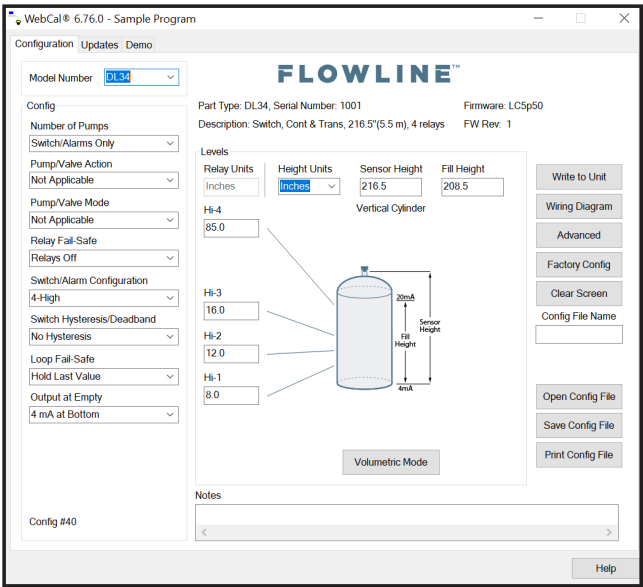 WebCal® 6.76.0 - Sample Program
Configuration Updates Demo
Model Number DL34
FLOWLINE™
Part Type: DL34, Serial Number: 1001 Firmware: LC5p50
Description: Switch, Cont & Trans, 216.5"(5.5 m), 4 relays FW Rev: 1
Config
Number of Pumps
Switch/Alarms Only
Pump/Valve Action
Not Applicable
Pump/Valve Mode
Not Applicable
Relay Fail-Safe
Relays Off
Switch/Alarm Configuration
4-High
Switch Hysteresis/Deadband
No Hysteresis
Loop Fail-Safe
Hold Last Value
Output at Empty
4 mA at Bottom
Config #40
Levels
Relay Units Height Units Sensor Height Fill Height
Inches Inches 216.5 208.5
Vertical Cylinder
Hi-4
85.0
Hi-3
16.0
Hi-2
12.0
Hi-1
8.0
20mA
Sensor
Height
Fill
Height
4mA
Volumetric Mode
Write to Unit
Wiring Diagram
Advanced
Factory Config
Clear Screen
Config File Name
Open Config File
Save Config File
Print Config File
Notes
Help